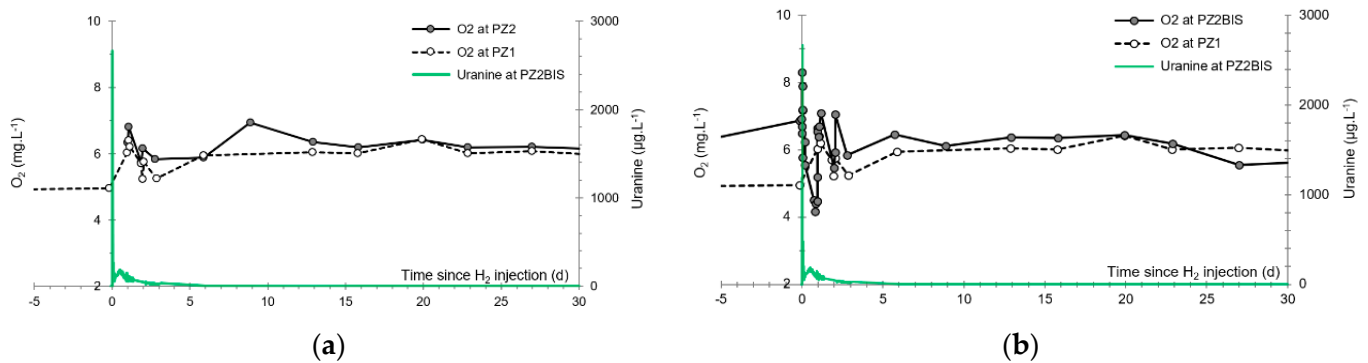 10
8
6
4
2
O2 (mg.L-1)
O2 at PZ2
O2 at PZ1
Uranine at PZ2BIS
3000
2000
1000
0
Uranine (µg.L-1)
Time since H2 injection (d)
-5 0 5 10 15 20 25 30
(a)
10
8
6
4
2
O2 (mg.L-1)
O2 at PZ2BIS
O2 at PZ1
Uranine at PZ2BIS
3000
2000
1000
0
Uranine (µg.L-1)
Time since H2 injection (d)
-5 0 5 10 15 20 25 30
(b)